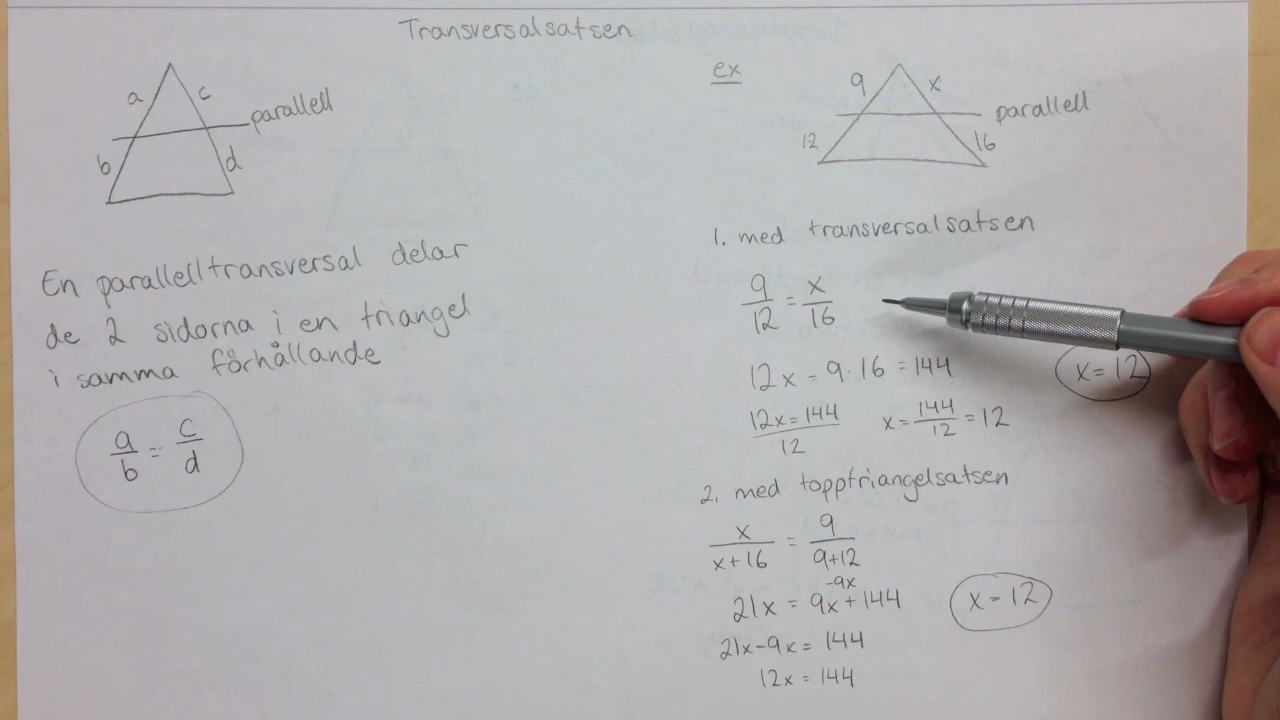 Transversalsatsen
a
c
parallell
b
d
En parallelltransversal delar
de 2 sidorna i en triangel
i samma förhållande
a/b = c/d
ex
9
x
parallell
12
16
1. med transversalsatsen
9/12 = x/16
12x = 9·16 = 144
x = 12
12x = 144/12
x = 144/12 = 12
2. med topptriangelsatsen
x/x+16 = 9/9+12
-9x
21x = 9x+144
x = 12
21x-9x = 144
12x = 144